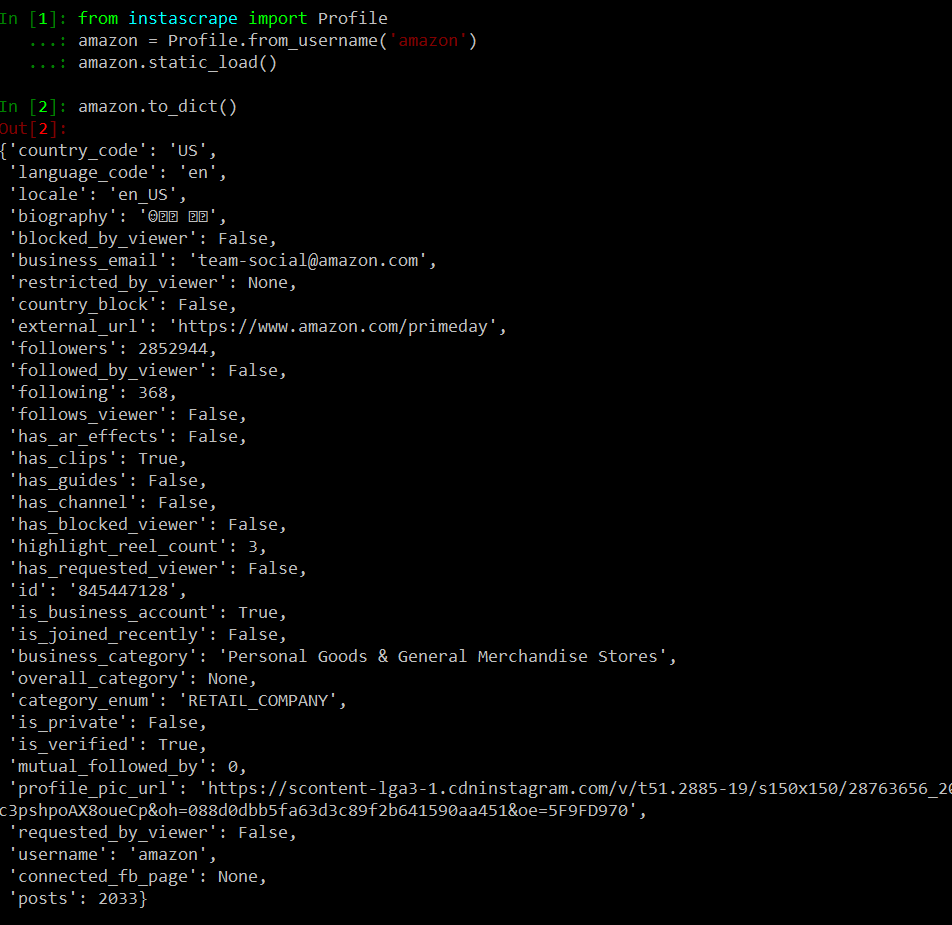 In [1]: from instascrape import Profile
   ...: amazon = Profile.from_username('amazon')
   ...: amazon.static_load()
In [2]: amazon.to_dict()
Out[2]:
{'country_code': 'US',
 'language_code': 'en',
 'locale': 'en_US',
 'biography': '',
 'blocked_by_viewer': False,
 'business_email': 'team-social@amazon.com',
 'restricted_by_viewer': None,
 'country_block': False,
 'external_url': 'https://www.amazon.com/primeday',
 'followers': 2852944,
 'followed_by_viewer': False,
 'following': 368,
 'follows_viewer': False,
 'has_ar_effects': False,
 'has_clips': True,
 'has_guides': False,
 'has_channel': False,
 'has_blocked_viewer': False,
 'highlight_reel_count': 3,
 'has_requested_viewer': False,
 'id': '845447128',
 'is_business_account': True,
 'is_joined_recently': False,
 'business_category': 'Personal Goods & General Merchandise Stores',
 'overall_category': None,
 'category_enum': 'RETAIL_COMPANY',
 'is_private': False,
 'is_verified': True,
 'mutual_followed_by': 0,
 'profile_pic_url': 'https://scontent-lga3-1.cdninstagram.com/v/t51.2885-19/s150x150/28763656_20
c3pshpoAX8oueCp&oh=088d0dbb5fa63d3c89f2b641590aa451&oe=5F9FD970',
 'requested_by_viewer': False,
 'username': 'amazon',
 'connected_fb_page': None,
 'posts': 2033}